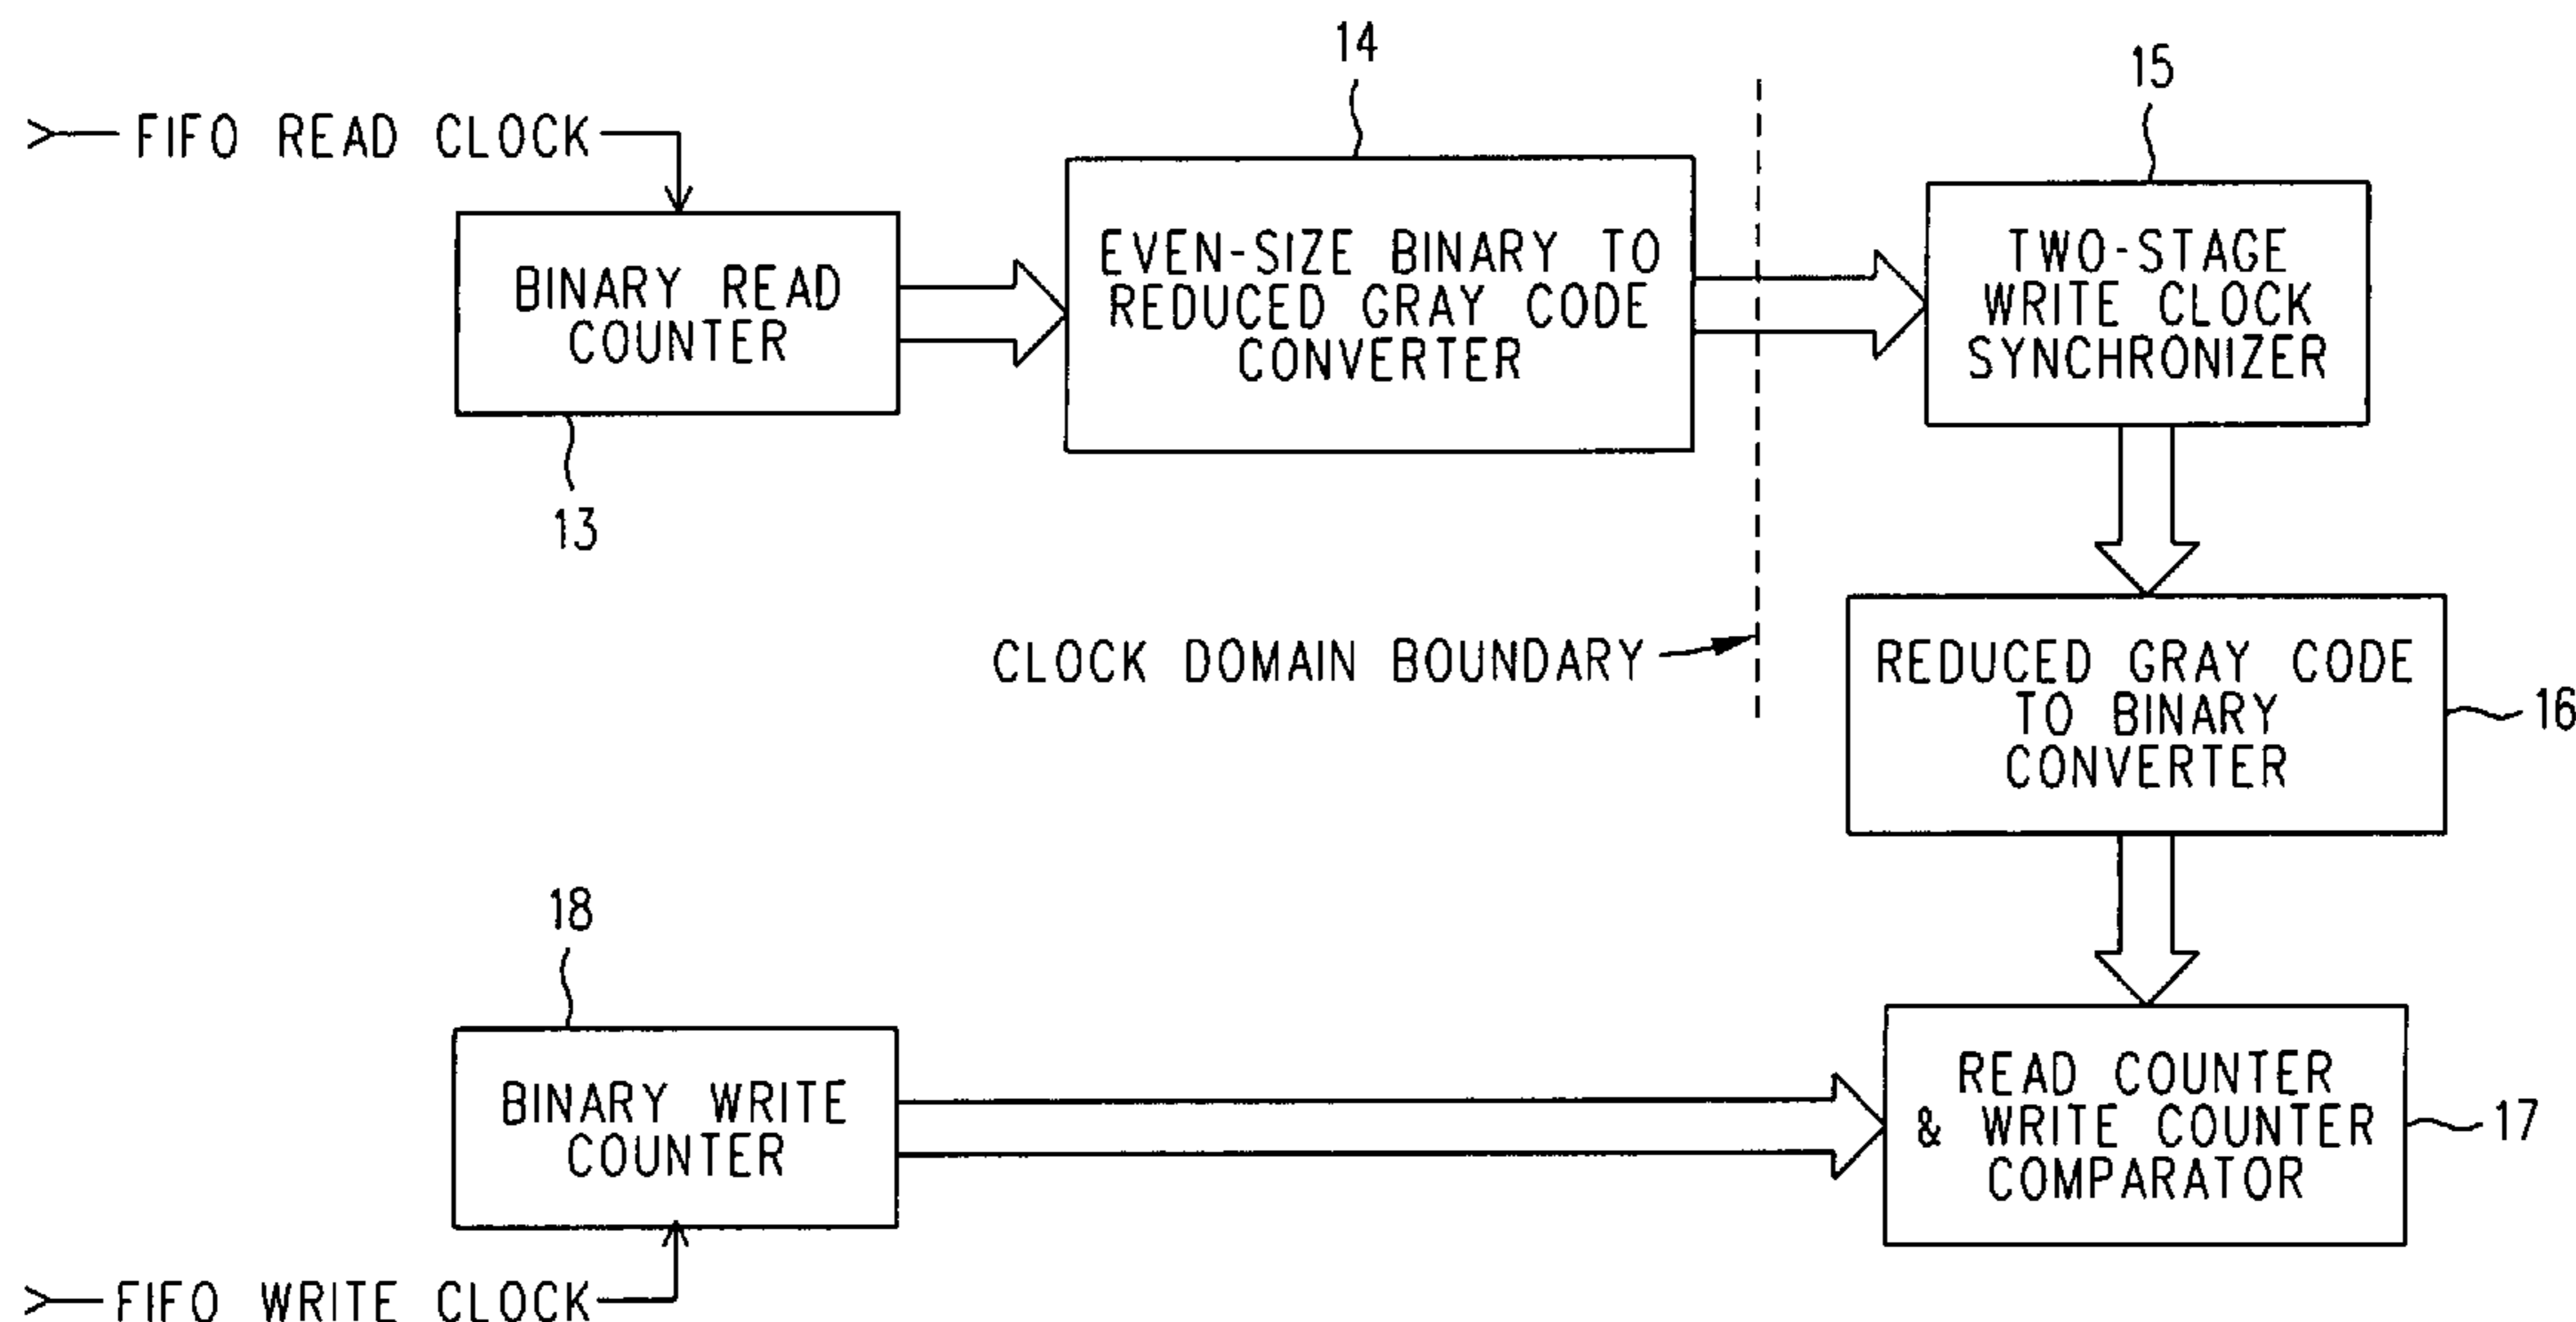 14
15
FIFO READ CLOCK
EVEN-SIZE BINARY TO
REDUCED GRAY CODE
CONVERTER
TWO-STAGE
WRITE CLOCK
SYNCHRONIZER
BINARY READ
COUNTER
13
CLOCK DOMAIN BOUNDARY
REDUCED GRAY CODE
TO BINARY
CONVERTER
16
18
BINARY WRITE
COUNTER
READ COUNTER
& WRITE COUNTER
COMPARATOR
17
FIFO WRITE CLOCK